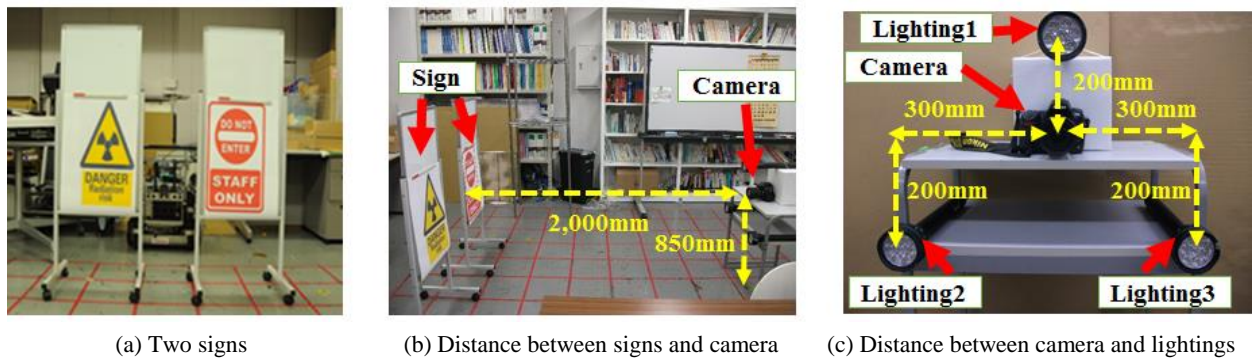 DANGER
Radiation
risk
DO NOT
ENTER
STAFF
ONLY
Sign
Camera
2,000mm
850mm
Lighting1
Camera
200mm
300mm
300mm
200mm
200mm
Lighting2
Lighting3
(a) Two signs
(b) Distance between signs and camera
(c) Distance between camera and lightings